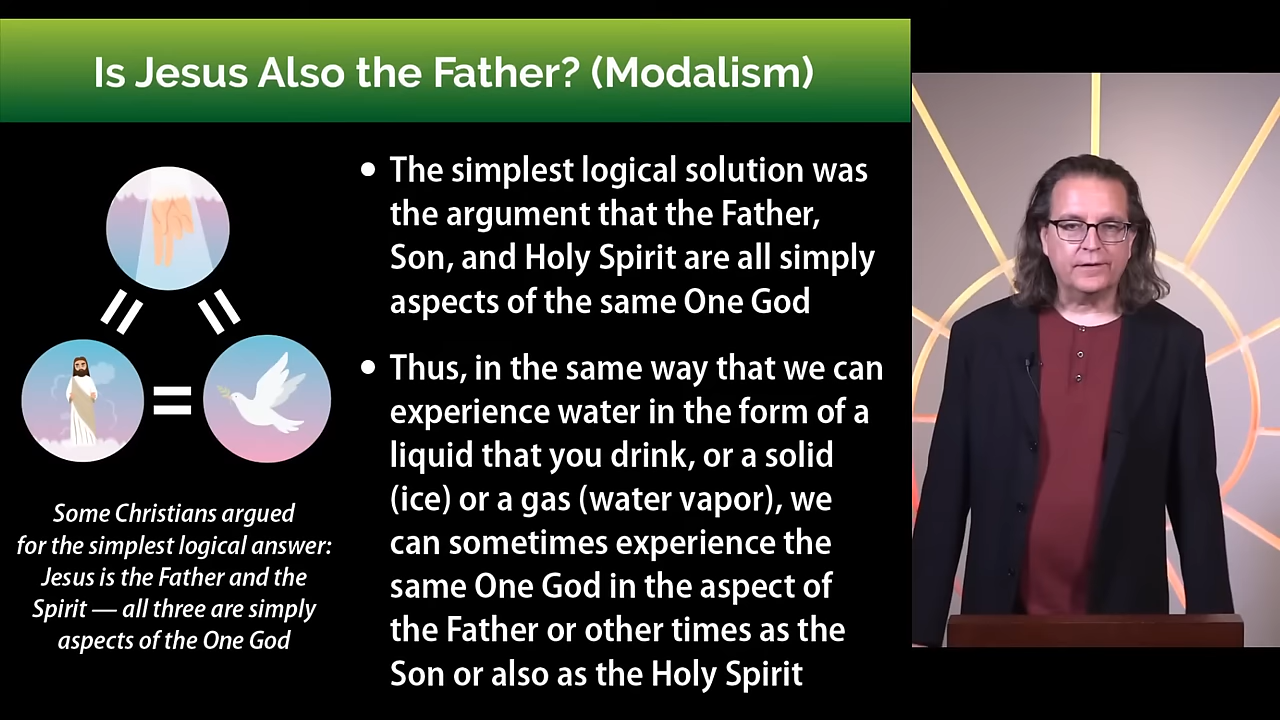 Is Jesus Also the Father? (Modalism)
• The simplest logical solution was
the argument that the Father,
Son, and Holy Spirit are all simply
aspects of the same One God
• Thus, in the same way that we can
experience water in the form of a
liquid that you drink, or a solid
(ice) or a gas (water vapor), we
can sometimes experience the
same One God in the aspect of
the Father or other times as the
Son or also as the Holy Spirit
Some Christians argued
for the simplest logical answer:
Jesus is the Father and the
Spirit — all three are simply
aspects of the One God